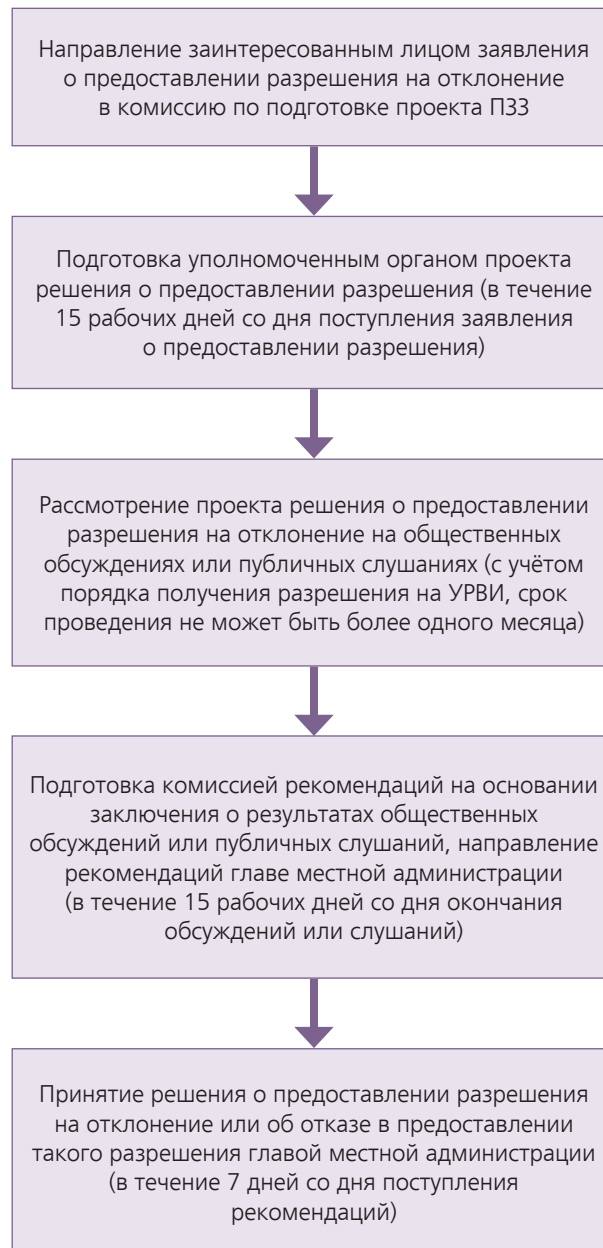 Направление заинтересованным лицом заявления
о предоставлении разрешения на отклонение
в комиссию по подготовке проекта ПЗЗ
Подготовка уполномоченным органом проекта
решения о предоставлении разрешения (в течение
15 рабочих дней со дня поступления заявления
о предоставлении разрешения)
Рассмотрение проекта решения о предоставлении
разрешения на отклонение на общественных
обсуждениях или публичных слушаниях (с учётом
порядка получения разрешения на УРВИ, срок
проведения не может быть более одного месяца)
Подготовка комиссией рекомендаций на основании
заключения о результатах общественных
обсуждений или публичных слушаний, направление
рекомендаций главе местной администрации
(в течение 15 рабочих дней со дня окончания
обсуждений или слушаний)
Принятие решения о предоставлении разрешения
на отклонение или об отказе в предоставлении
такого разрешения главой местной администрации
(в течение 7 дней со дня поступления
рекомендаций)